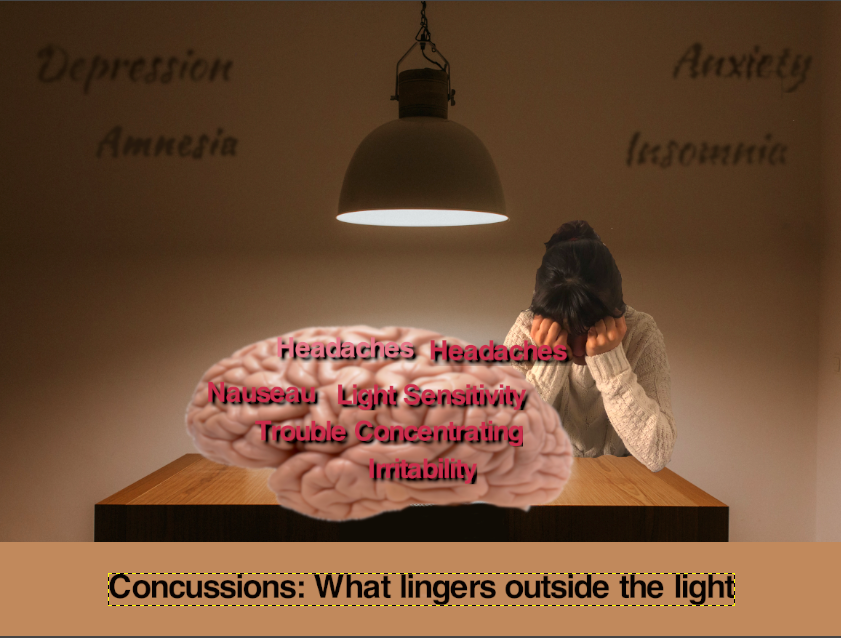 Depression
Anxiety
Amnesia
Insomnia
Headaches Headaches
Nauseau Light Sensitivity
Trouble Concentrating
Irritability
Concussions: What lingers outside the light